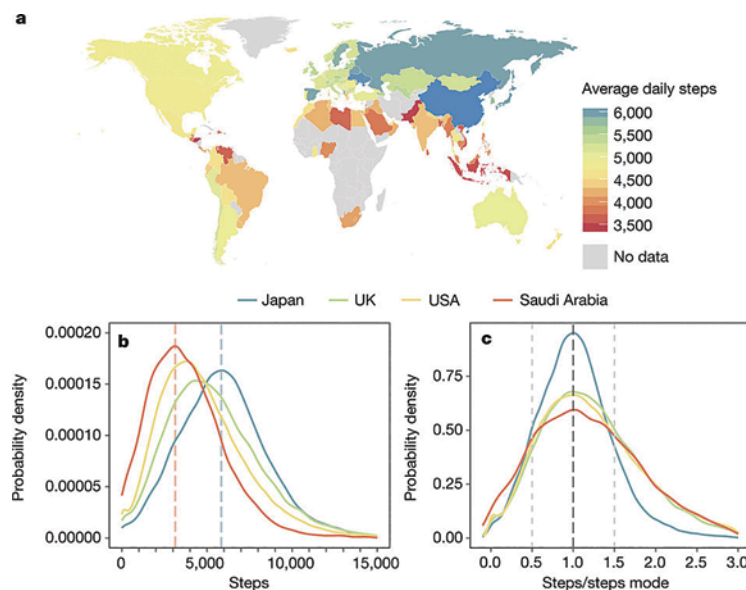 a
Average daily steps
6,000
5,500
5,000
4,500
4,000
3,500
No data
Japan UK USA Saudi Arabia
b
Probability density
0.00020
0.00015
0.00010
0.00005
0.00000
0 5,000 10,000 15,000
Steps
c
Probability density
0.75
0.50
0.25
0.00
0.0 0.5 1.0 1.5 2.0 2.5 3.0
Steps/steps mode